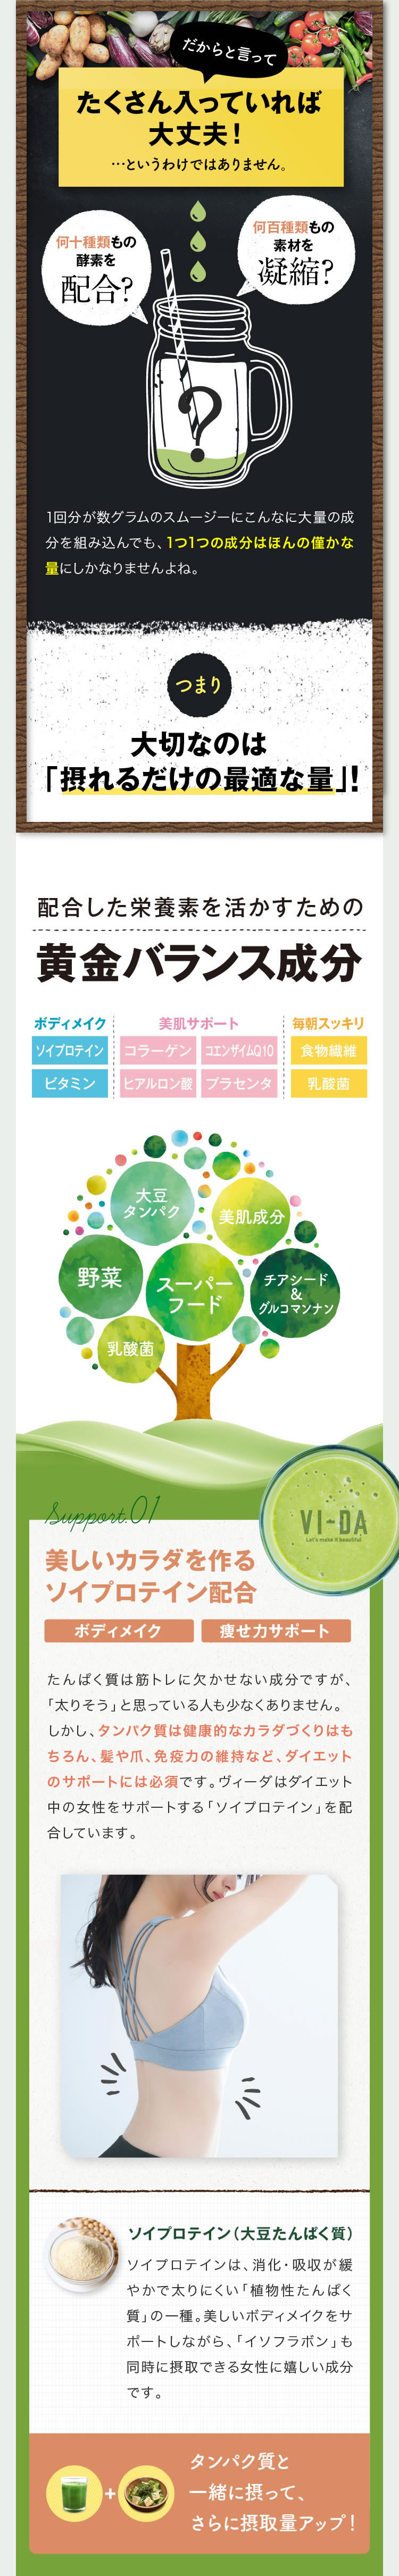 だからと言って
たくさん入っていれば
大丈夫！
…というわけではありません。
何十種類もの
酵素を
配合？
何百種類もの
素材を
凝縮？
?
1回分が数グラムのスムージーにこんなに大量の成
分を組み込んでも、1つ1つの成分はほんの僅かな
量にしかなりませんよね。
つまり
大切なのは
「摂れるだけの最適な量」！
配合した栄養素を活かすための
黄金バランス成分
ボディメイク
ソイプロテイン
ビタミン
美肌サポート
コラーゲン
コエンザイムQ10
ヒアルロン酸
プラセンタ
毎朝スッキリ
食物繊維
乳酸菌
大豆
タンパク
美肌成分
野菜
スーパー
フード
チアシード
&
グルコマンナン
乳酸菌
VI-DA
Let's make it beautiful
Support.01
美しいカラダを作る
ソイプロテイン配合
ボディメイク
痩せ力サポート
たんぱく質は筋トレに欠かせない成分ですが、
「太りそう」と思っている人も少なくありません。
しかし、タンパク質は健康的なカラダづくりはも
ちろん、髪や爪、免疫力の維持など、ダイエット
のサポートには必須です。ヴィーダはダイエット
中の女性をサポートする「ソイプロテイン」を配
合しています。
ソイプロテイン（大豆たんぱく質）
ソイプロテインは、消化・吸収が緩
やかで太りにくい「植物性たんぱく
質」の一種。美しいボディメイクをサ
ポートしながら、「イソフラボン」も
同時に摂取できる女性に嬉しい成分
です。
+
タンパク質と
一緒に摂って、
さらに摂取量アップ！